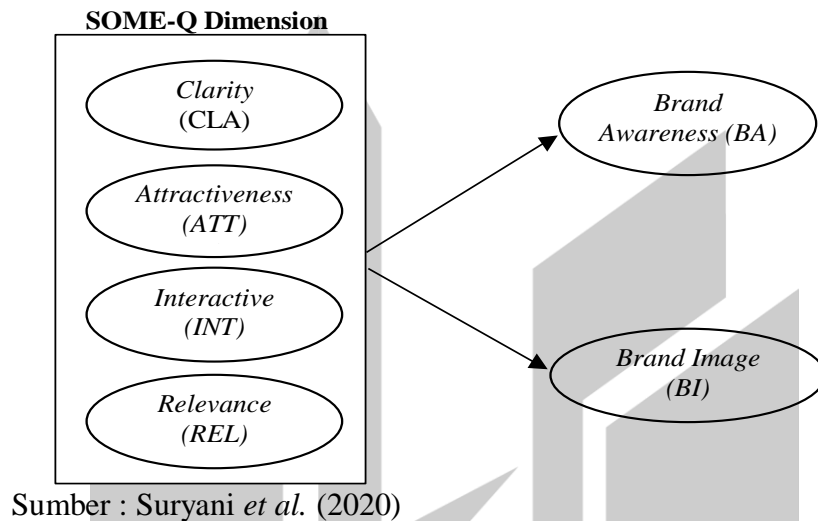 SOME-Q Dimension
Clarity
(CLA)
Attractiveness
(ATT)
Interactive
(INT)
Relevance
(REL)
Brand
Awareness (BA)
Brand Image
(BI)
Sumber : Suryani et al. (2020)